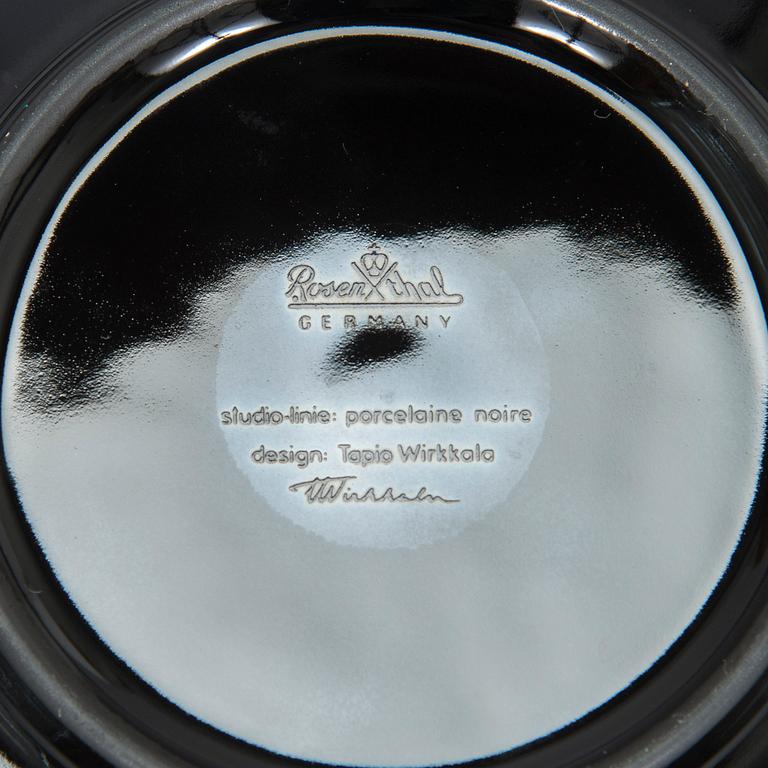 Rosenthal
GERMANY
studio-linie: porcelaine noire
design: Tapio Wirkkala
TWirkkala